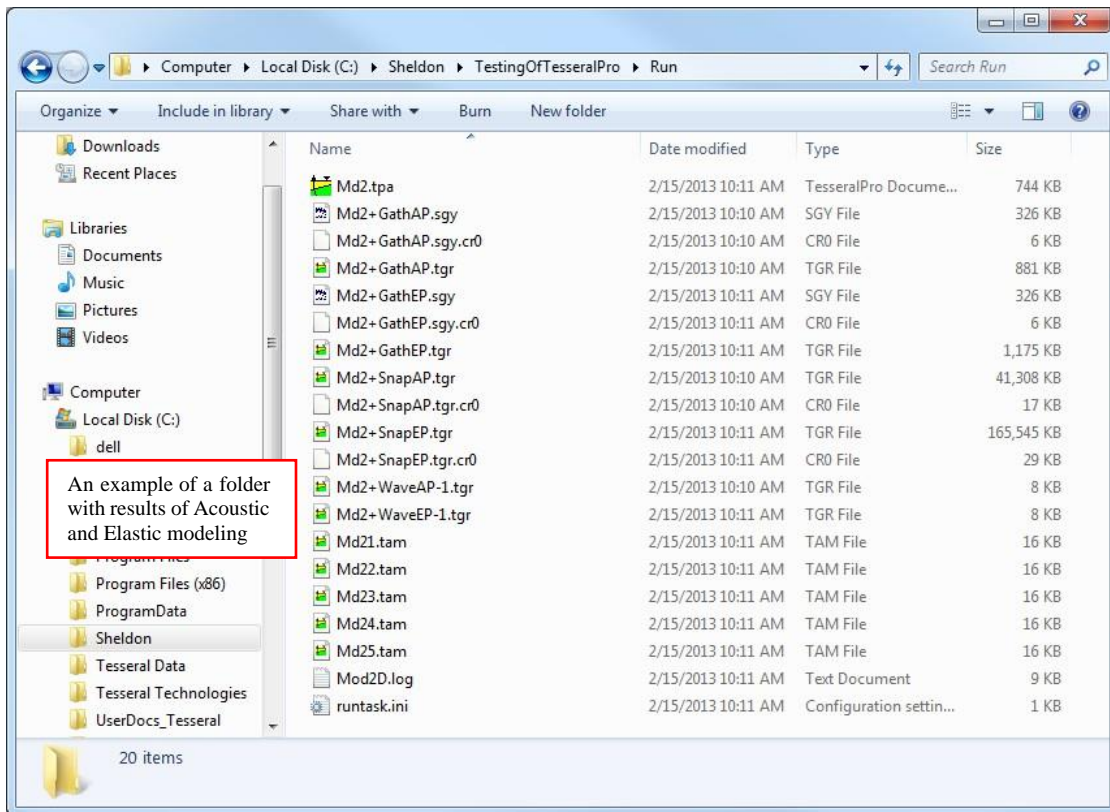 Computer Local Disk (C:) Sheldon TestingOfTesseralPro Run Search Run
Organize Include in library Share with Burn New folder
Downloads
Recent Places
Libraries
Documents
Music
Pictures
Videos
Computer
Local Disk (C:)
dell
An example of a folder
with results of Acoustic
and Elastic modeling
Program Files (x86)
ProgramData
Sheldon
Tesseral Data
Tesseral Technologies
UserDocs_Tesseral
Name Date modified Type Size
Md2.tpa 2/15/2013 10:11 AM TesseralPro Docume... 744 KB
Md2+GathAP.sgy 2/15/2013 10:10 AM SGY File 326 KB
Md2+GathAP.sgy.cr0 2/15/2013 10:10 AM CR0 File 6 KB
Md2+GathAP.tgr 2/15/2013 10:10 AM TGR File 881 KB
Md2+GathEP.sgy 2/15/2013 10:11 AM SGY File 326 KB
Md2+GathEP.sgy.cr0 2/15/2013 10:11 AM CR0 File 6 KB
Md2+GathEP.tgr 2/15/2013 10:11 AM TGR File 1,175 KB
Md2+SnapAP.tgr 2/15/2013 10:10 AM TGR File 41,308 KB
Md2+SnapAP.tgr.cr0 2/15/2013 10:10 AM CR0 File 17 KB
Md2+SnapEP.tgr 2/15/2013 10:11 AM TGR File 165,545 KB
Md2+SnapEP.tgr.cr0 2/15/2013 10:11 AM CR0 File 29 KB
Md2+WaveAP-1.tgr 2/15/2013 10:10 AM TGR File 8 KB
Md2+WaveEP-1.tgr 2/15/2013 10:11 AM TGR File 8 KB
Md21.tam 2/15/2013 10:11 AM TAM File 16 KB
Md22.tam 2/15/2013 10:11 AM TAM File 16 KB
Md23.tam 2/15/2013 10:11 AM TAM File 16 KB
Md24.tam 2/15/2013 10:11 AM TAM File 16 KB
Md25.tam 2/15/2013 10:11 AM TAM File 16 KB
Mod2D.log 2/15/2013 10:11 AM Text Document 9 KB
runtask.ini 2/15/2013 10:11 AM Configuration settin... 1 KB
20 items